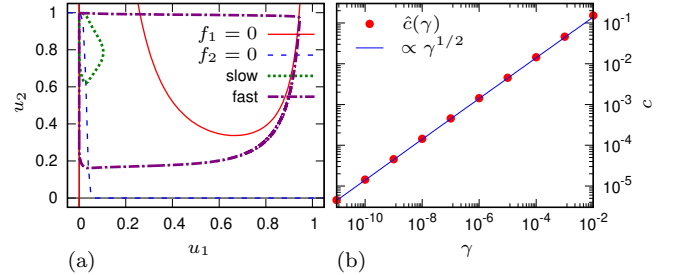 1
0.8
0.6
0.4
0.2
0
u₂
f₁ = 0
f₂ = 0
slow
fast
0 0.2 0.4 0.6 0.8 1
u₁
(a)
ĉ(γ)
∝ γ^{1/2}
10⁻¹
10⁻²
10⁻³
10⁻⁴
10⁻⁵
c
10⁻¹⁰ 10⁻⁸ 10⁻⁶ 10⁻⁴ 10⁻²
γ
(b)